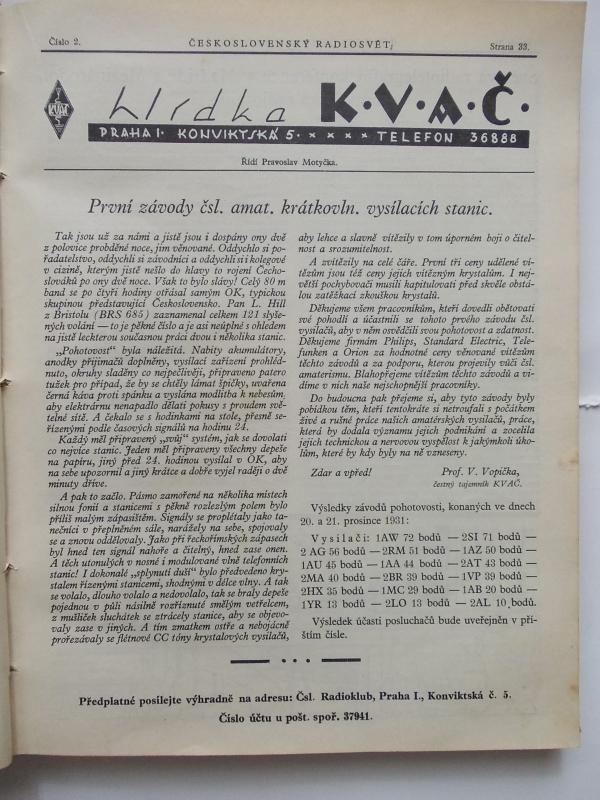 Číslo 2.
ČESKOSLOVENSKÝ RADIOSVĚT,
Strana 33.
KVAČ
hlídka K·V·A·Č·
PRAHA I· KONVIKTSKÁ 5· × × × × TELEFON 36888
Řídí Pravoslav Motyčka.
První závody čsl. amat. krátkovln. vysílacích stanic.
Tak jsou už za námi a jistě jsou i dospány ony dvě
z polovice probděné noce, jim věnované. Oddychlo si po-
řadatelstvo, oddychli si závodníci a oddychli si i kolegové
v cizině, kterým jistě nešlo do hlavy to rojení Čecho-
slováků po ony dvě noce. Však to bylo slávy! Celý 80 m
band se po čtyři hodiny otřásal samým OK, typickou
skupinou představující Československo. Pan L. Hill
z Bristolu (BRS 685) zaznamenal celkem 121 slyše-
ných volání — to je pěkné číslo a je asi neúplné s ohledem
na jistě leckterou současnou práci dvou i několika stanic.
„Pohotovost" byla náležitá. Nabity akumulátory,
anodky přijímačů doplněny, vysílací zařízení prohléd-
nuto, okruhy sladěny co nejpečlivěji, připraveno patero
tužek pro případ, že by se chtěly lámat špičky, uvařena
černá káva proti spánku a vyslána modlitba k nebesům,
aby elektrárnu nenapadlo dělati pokusy s proudem svě-
telné sítě. A čekalo se s hodinkami na stole, přesně se-
řízenými podle časových signálů na hodinu 24.
Každý měl připravený „svůj" systém, jak se dovolati
co nejvíce stanic. Jeden měl připraveny všechny depeše
na papíru, jiný před 24. hodinou vysílal v OK, aby
na sebe upozornil a jiný krátce a dobře vyjel raději o dvě
minuty dříve.
A pak to začlo. Pásmo zamořené na několika místech
silnou fonií a stanicemi s pěkně rozlezlým polem bylo
příliš malým zápasištěm. Signály se proplétaly jako ta-
nečníci v přeplněném sále, narážely na sebe, spojovaly
se a znovu oddělovaly. Jako při řeckořímských zápasech
byl hned ten signál nahoře a čitelný, hned zase onen.
A těch utonulých v nosné i modulované vlně telefonních
stanic! I dokonalé „splynutí duší" bylo předvedeno kry-
stalem řízenými stanicemi, shodnými v délce vlny. A tak
se volalo, dlouho volalo a nedovolalo, tak se braly depeše
pojednou v půli násilně rozříznuté smělým vetřelcem,
z mušliček sluchátek se ztrácely stanice, aby se objevo-
valy zase v jiných. A tím zmatkem ostře a nebojácně
prořezávaly se flétnové CC tóny krystalových vysílačů,
aby lehce a slavně vítězily v tom úporném boji o čitel-
nost a srozumitelnost.
A zvítězily na celé čáře. První tři ceny udělené ví-
tězům jsou též ceny jejich vítězným krystalům. I nej-
větší pochybovači musili kapitulovati před skvěle obstá-
lou zatěžkací zkouškou krystalů.
Děkujeme všem pracovníkům, kteří dovedli obětovati
své pohodlí a účastnili se tohoto prvého závodu čsl.
vysílačů, aby v něm osvědčili svou pohotovost a zdatnost.
Děkujeme firmám Philips, Standard Electric, Tele-
funken a Orion za hodnotné ceny věnované vítězům
těchto závodů a za podporu, kterou projevily vůči čsl.
amatérismu. Blahopřejeme vítězům těchto závodů a vi-
díme v nich naše nejschopnější pracovníky.
Do budoucna pak přejeme si, aby tyto závody byly
pobídkou těm, kteří tentokráte si netroufali s počátkem
živé a rušné práce našich amatérských vysílačů, práce,
která by dodala významu jejich podnikání a zocelila
jejich technickou a nervovou vyspělost k jakýmkoli úko-
lům, které by kdy byly na ně vzneseny.
Zdar a vpřed!
Prof. V. Vopička,
čestný tajemník KVAČ.
Výsledky závodů pohotovosti, konaných ve dnech
20. a 21. prosince 1931:
Vysílači: 1AW 72 bodů — 2SI 71 bodů —
2 AG 56 bodů — 2RM 51 bodů — 1AZ 50 bodů —
1AU 45 bodů — 1AA 44 bodů — 2AT 43 bodů —
2MA 40 bodů — 2BR 39 bodů — 1VP 39 bodů —
2HX 35 bodů — 1MC 29 bodů — 1AB 20 bodů —
1YR 13 bodů — 2LO 13 bodů — 2AL 10 bodů.
Výsledek účasti posluchačů bude uveřejněn v pří-
štím čísle.
Předplatné posílejte výhradně na adresu: Čsl. Radioklub, Praha I., Konviktská č. 5.
Číslo účtu u pošt. spoř. 37941.